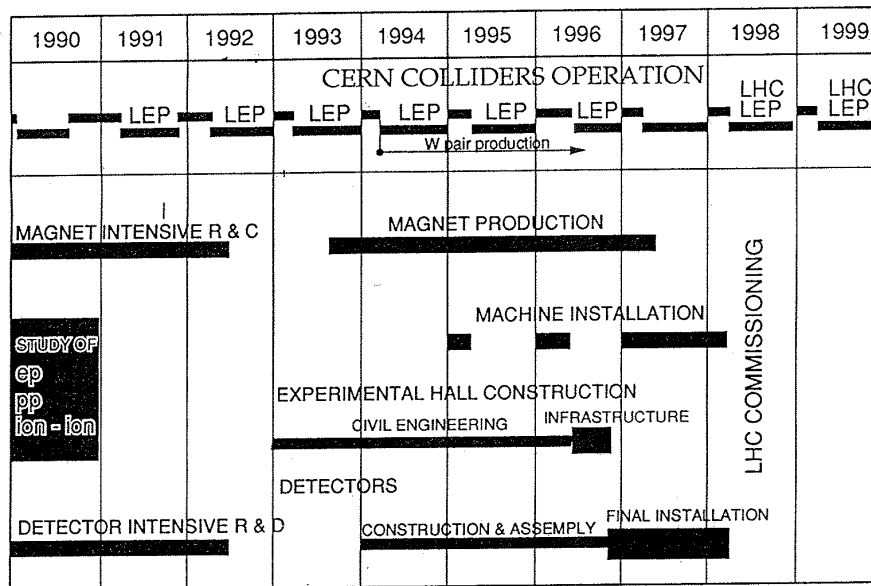 1990 1991 1992 1993 1994 1995 1996 1997 1998 1999
CERN COLLIDERS OPERATION
LHC LHC
LEP LEP LEP LEP LEP LEP LEP LEP
W pair production
MAGNET INTENSIVE R & C
MAGNET PRODUCTION
MACHINE INSTALLATION
STUDY OF
ep
pp
ion - ion
EXPERIMENTAL HALL CONSTRUCTION
CIVIL ENGINEERING
INFRASTRUCTURE
LHC COMMISSIONING
DETECTORS
DETECTOR INTENSIVE R & D
CONSTRUCTION & ASSEMPLY
FINAL INSTALLATION